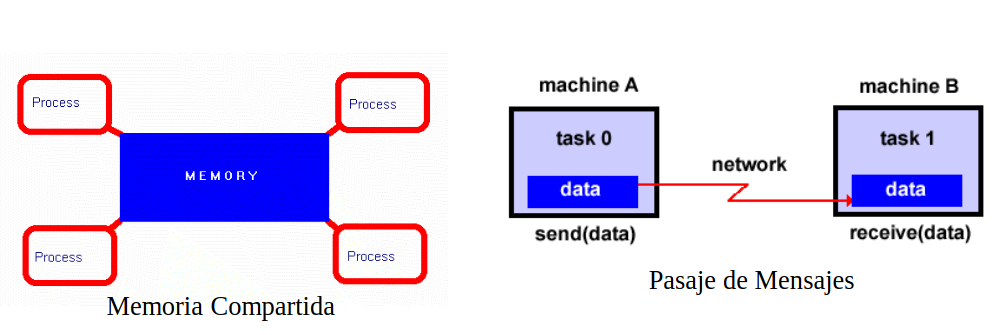 Process
Process
MEMORY
Process
Process
Memoria Compartida
machine A
machine B
task 0
task 1
network
data
data
send(data)
receive(data)
Pasaje de Mensajes